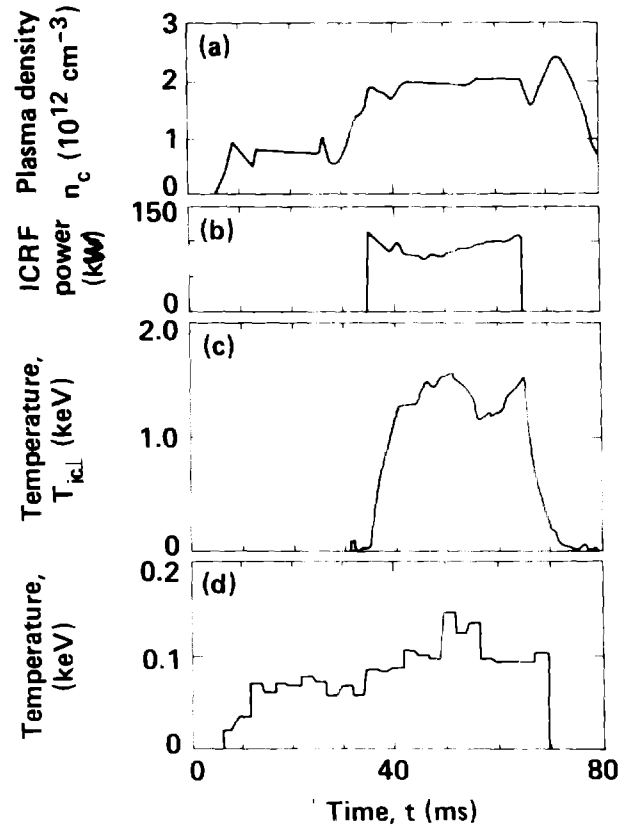 Plasma density
n_c (10^12 cm^-3)
3
2
1
0
(a)
ICRF
power
(kW)
150
0
(b)
Temperature,
T_ic⊥ (keV)
2.0
1.0
0
(c)
Temperature,
(keV)
0.2
0.1
0
(d)
0
40
80
Time, t (ms)